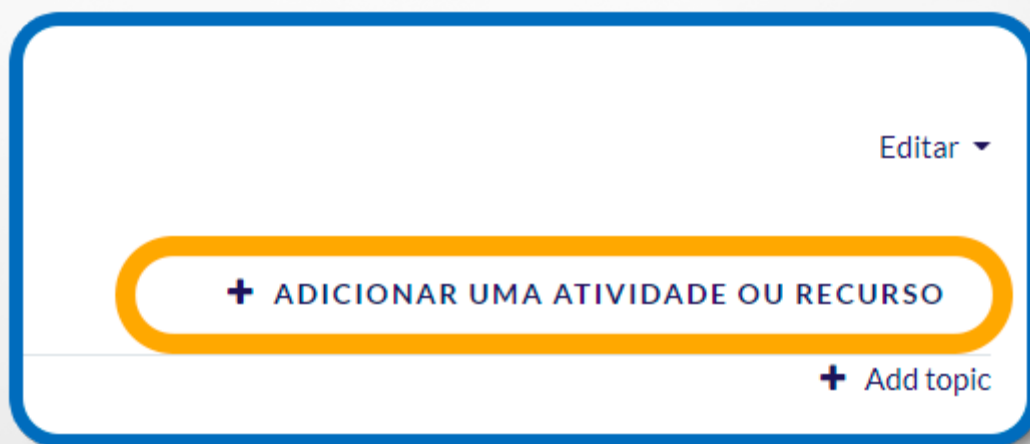 Editar
+ ADICIONAR UMA ATIVIDADE OU RECURSO
+ Add topic